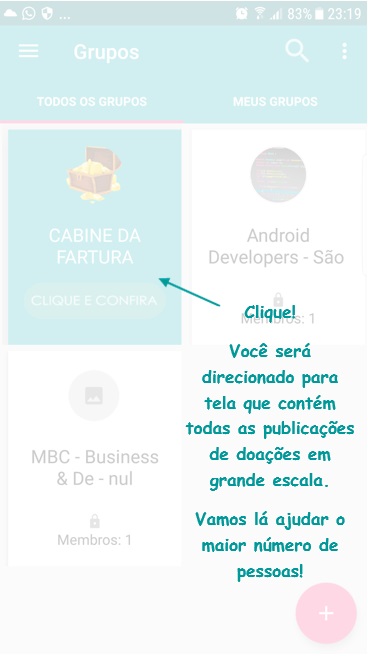 ... 83% 23:19
Grupos
TODOS OS GRUPOS MEUS GRUPOS
CABINE DA
FARTURA
CLIQUE E CONFIRA
Android
Developers - São
Membros: 1
Clique!
Você será
direcionado para
tela que contém
todas as publicações
de doações em
grande escala.
Vamos lá ajudar o
maior número de
pessoas!
MBC - Business
& De - nul
Membros: 1